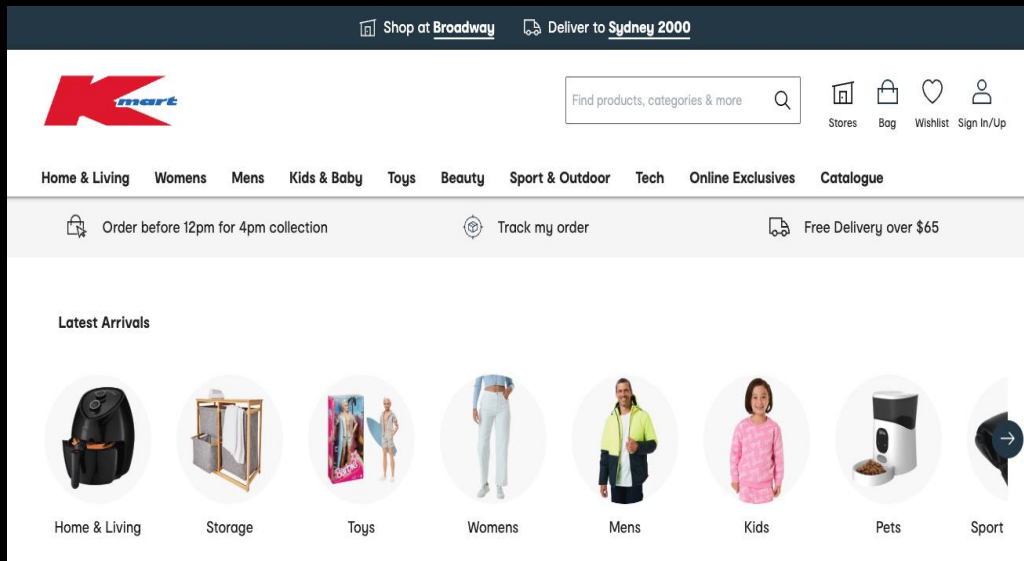 Shop at Broadway
Deliver to Sydney 2000
Kmart
Find products, categories & more
Stores
Bag
Wishlist
Sign In/Up
Home & Living
Womens
Mens
Kids & Baby
Toys
Beauty
Sport & Outdoor
Tech
Online Exclusives
Catalogue
Order before 12pm for 4pm collection
Track my order
Free Delivery over $65
Latest Arrivals
Barbie
Home & Living
Storage
Toys
Womens
Mens
Kids
Pets
Sport